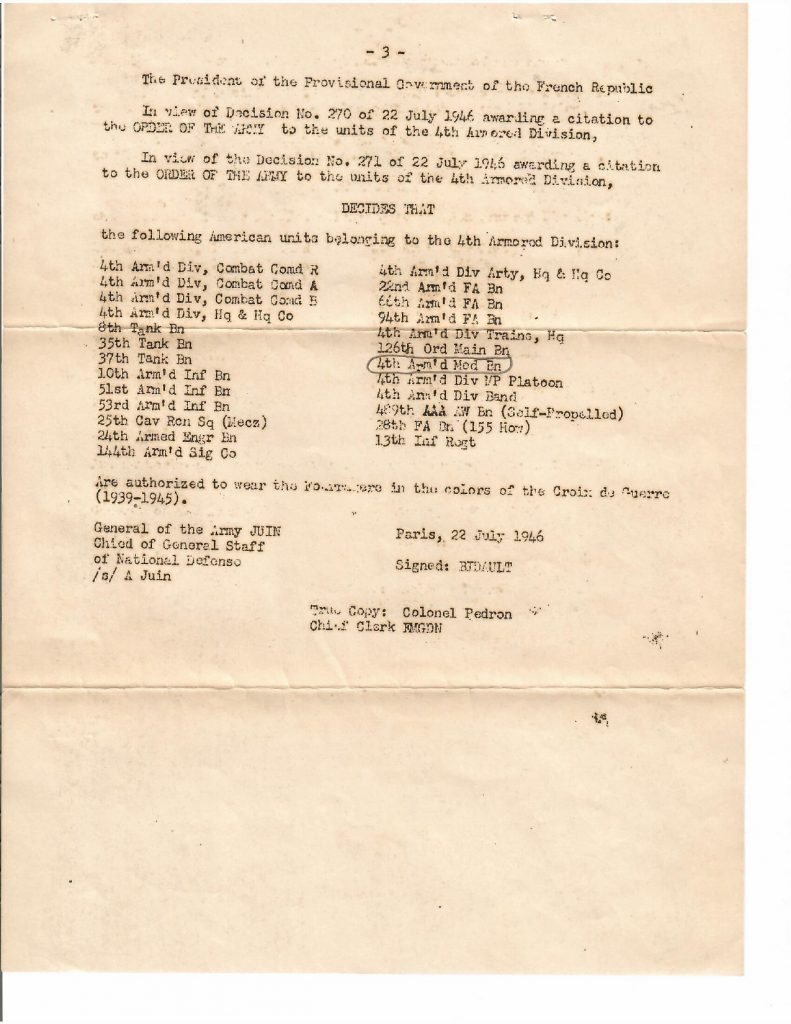 - 3 -
The President of the Provisional Government of the French Republic
In view of Decision No. 270 of 22 July 1946 awarding a citation to
the ORDER OF THE ARMY to the units of the 4th Armored Division,
In view of the Decision No. 271 of 22 July 1946 awarding a citation
to the ORDER OF THE ARMY to the units of the 4th Armored Division,
DECIDES THAT
the following American units belonging to the 4th Armored Division:
4th Arm'd Div, Combat Comd R
4th Arm'd Div, Combat Comd A
4th Arm'd Div, Combat Comd B
4th Arm'd Div, Hq & Hq Co
8th Tank Bn
35th Tank Bn
37th Tank Bn
10th Arm'd Inf Bn
51st Arm'd Inf Bn
53rd Arm'd Inf Bn
25th Cav Rcn Sq (Mecz)
24th Armed Engr Bn
144th Arm'd Sig Co
4th Arm'd Div Arty, Hq & Hq Co
22nd Arm'd FA Bn
66th Arm'd FA Bn
94th Arm'd FA Bn
4th Arm'd Div Trains, Hq
126th Ord Main Bn
4th Arm'd Med Bn
4th Arm'd Div MP Platoon
4th Arm'd Div Band
489th AAA AW Bn (Self-Propelled)
28th FA Bn (155 How)
13th Inf Regt
Are authorized to wear the Fourragere in the colors of the Croix de Guerre
(1939-1945).
General of the Army JUIN
Chied of General Staff
of National Defense
/s/ A Juin
Paris, 22 July 1946
Signed: BIDAULT
True Copy: Colonel Pedron
Chief Clerk EMGDN